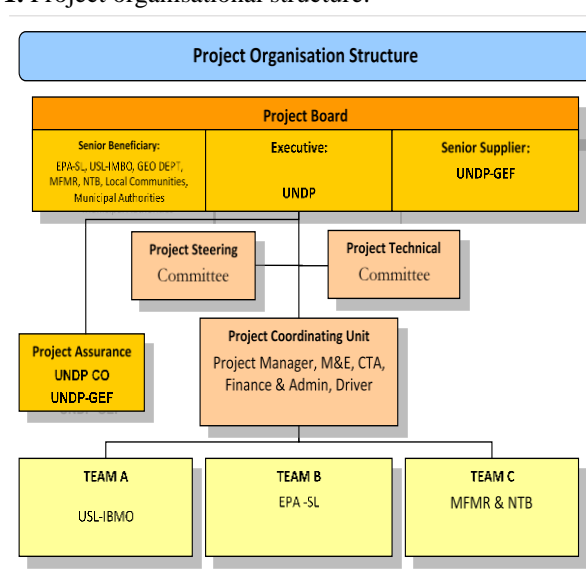 1. Project organisational structure.
Project Organisation Structure
Project Board
Senior Beneficiary:
EPA-SL, USL-IMBO, GEO DEPT,
MFMR, NTB, Local Communities,
Municipal Authorities
Executive:
UNDP
Senior Supplier:
UNDP-GEF
Project Steering
Committee
Project Technical
Committee
Project Assurance
UNDP CO
UNDP-GEF
Project Coordinating Unit
Project Manager, M&E, CTA,
Finance & Admin, Driver
TEAM A
USL-IBMO
TEAM B
EPA -SL
TEAM C
MFMR & NTB